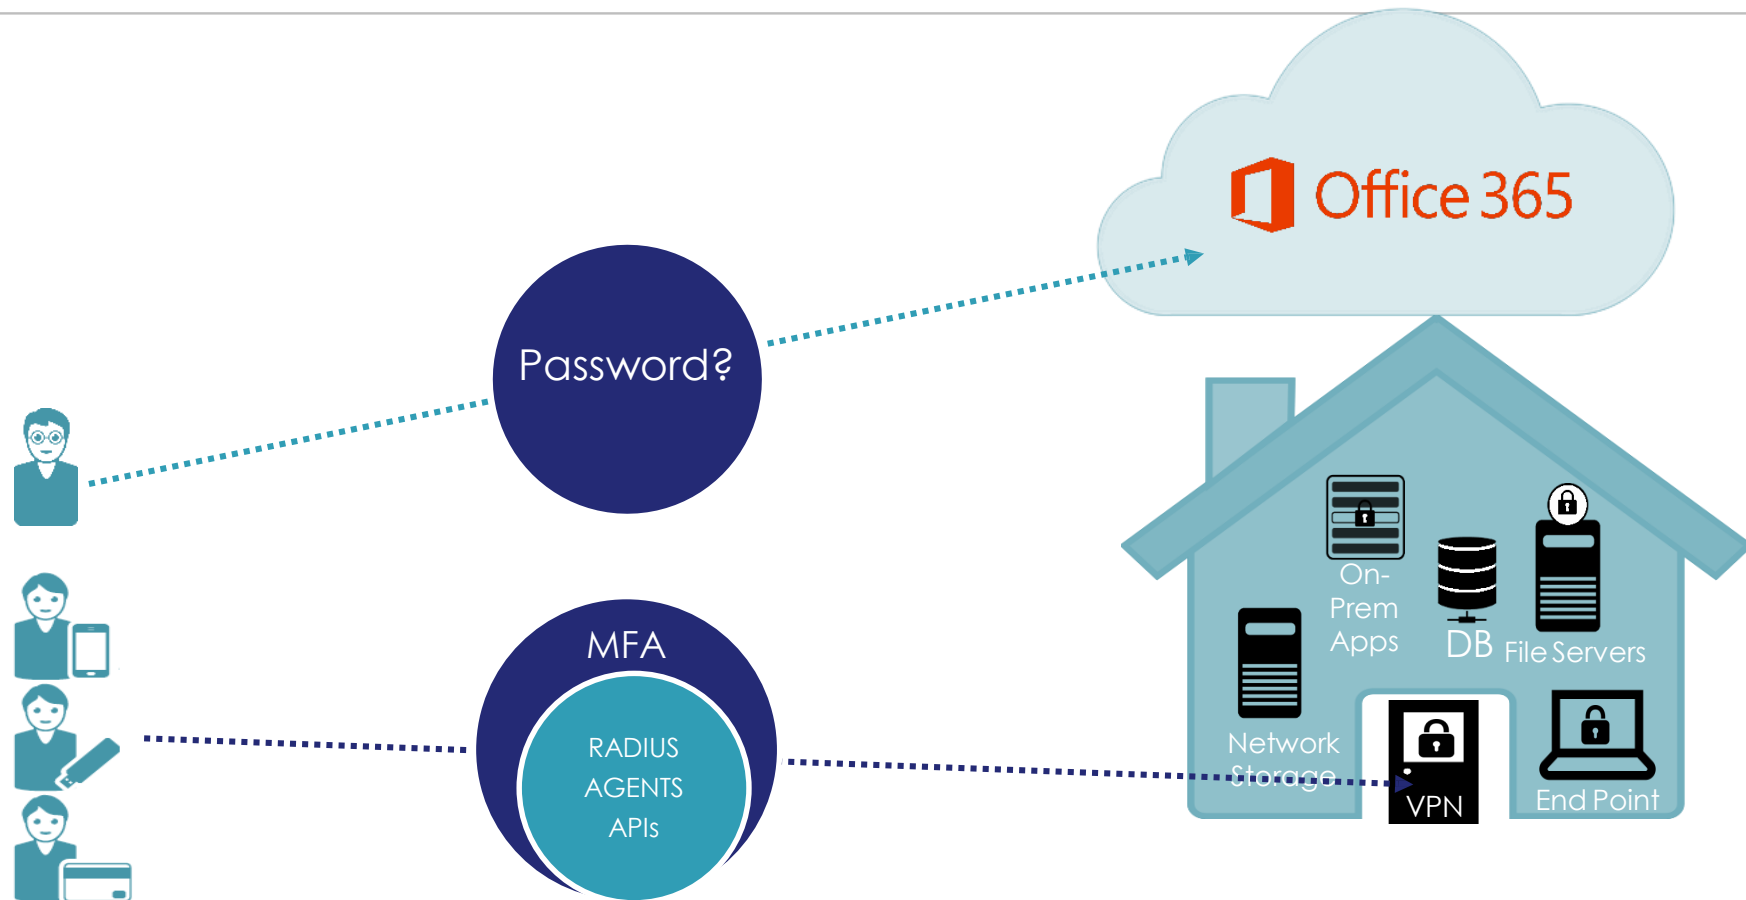 Office 365
Password?
On-
Prem
Apps
DB
File Servers
MFA
RADIUS
AGENTS
APIs
Network
Storage
VPN
End Point